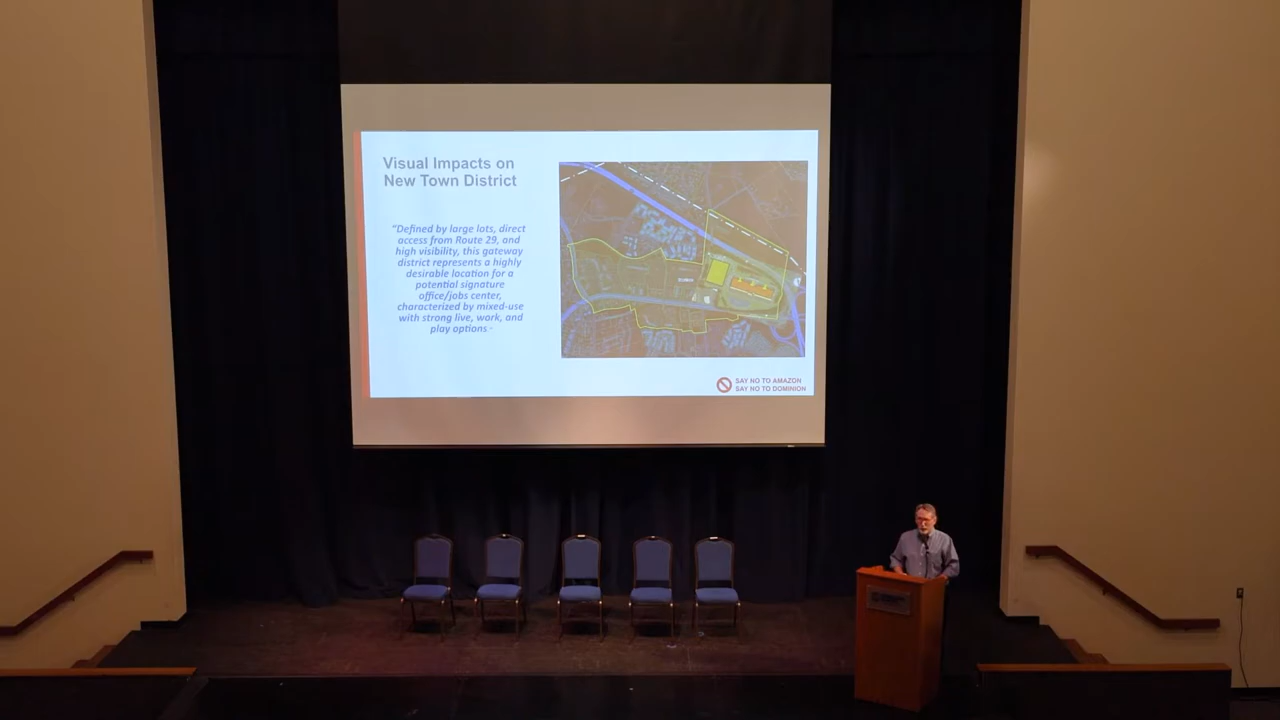 Visual Impacts on
New Town District
"Defined by large lots, direct
access from Route 29, and
high visibility, this gateway
district represents a highly
desirable location for a
potential signature
office/jobs center,
characterized by mixed-use
with strong live, work, and
play options -
SAY NO TO AMAZON
SAY NO TO DOMINION